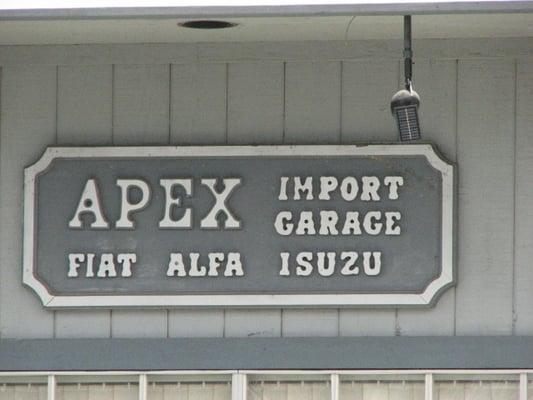 APEX IMPORT GARAGE
FIAT ALFA ISUZU